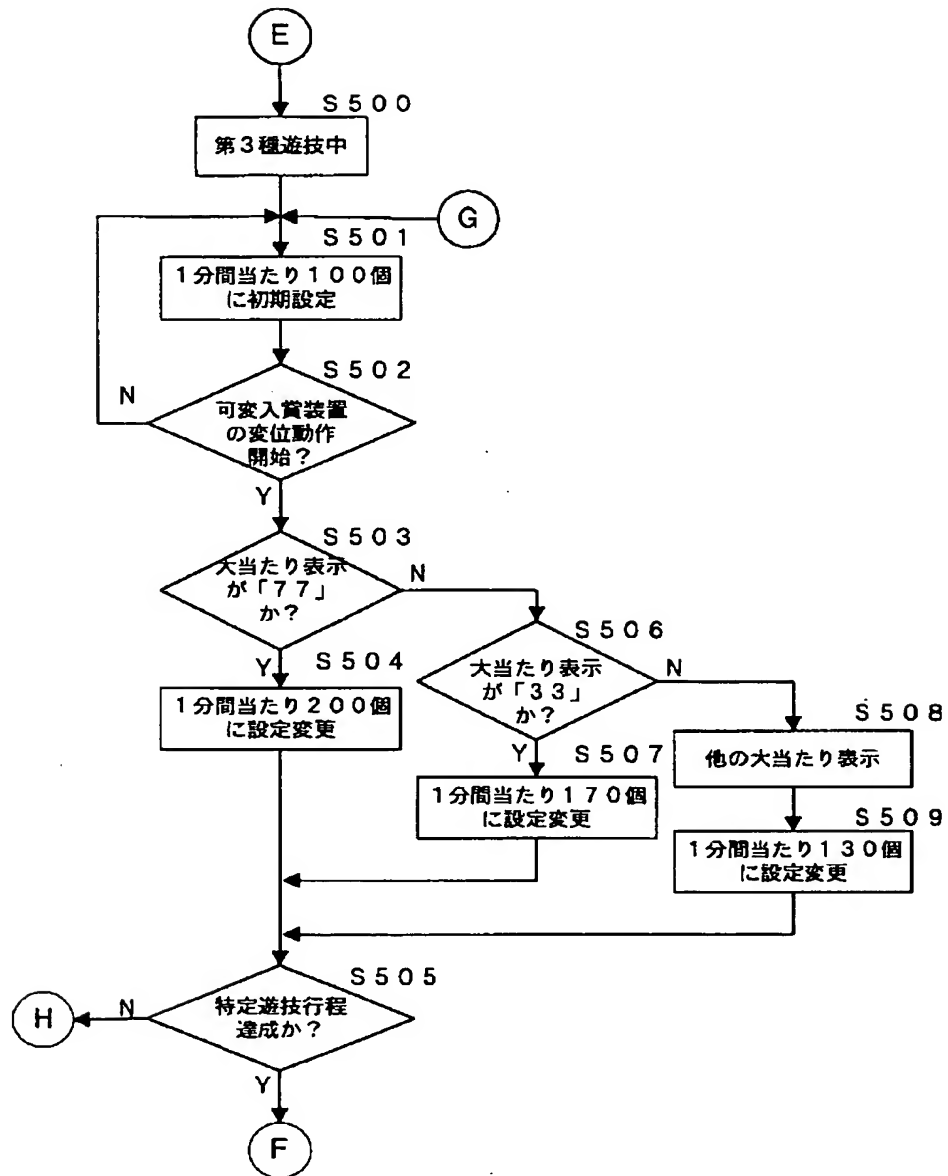 E
S500
第3種遊技中
G
S501
1分間当たり100個
に初期設定
S502
N
可変入賞装置
の変位動作
開始?
Y
S503
大当たり表示
が「77」
か?
N
S506
Y
S504
大当たり表示
が「33」
か?
N
1分間当たり200個
に設定変更
S508
Y
S507
他の大当たり表示
1分間当たり170個
に設定変更
S509
1分間当たり130個
に設定変更
S505
特定遊技行程
達成か?
N
H
Y
F